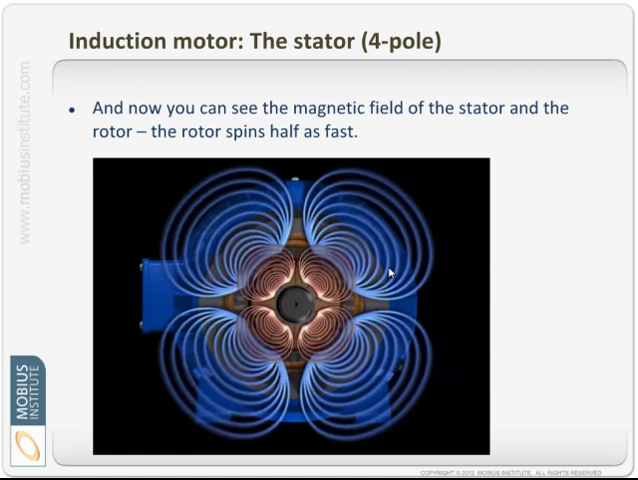 Induction motor: The stator (4-pole)
• And now you can see the magnetic field of the stator and the
rotor – the rotor spins half as fast.
www.mobiusinstitute.com
MOBIUS
INSTITUTE
COPYRIGHT © 2012 MOBIUS INSTITUTE. ALL RIGHTS RESERVED